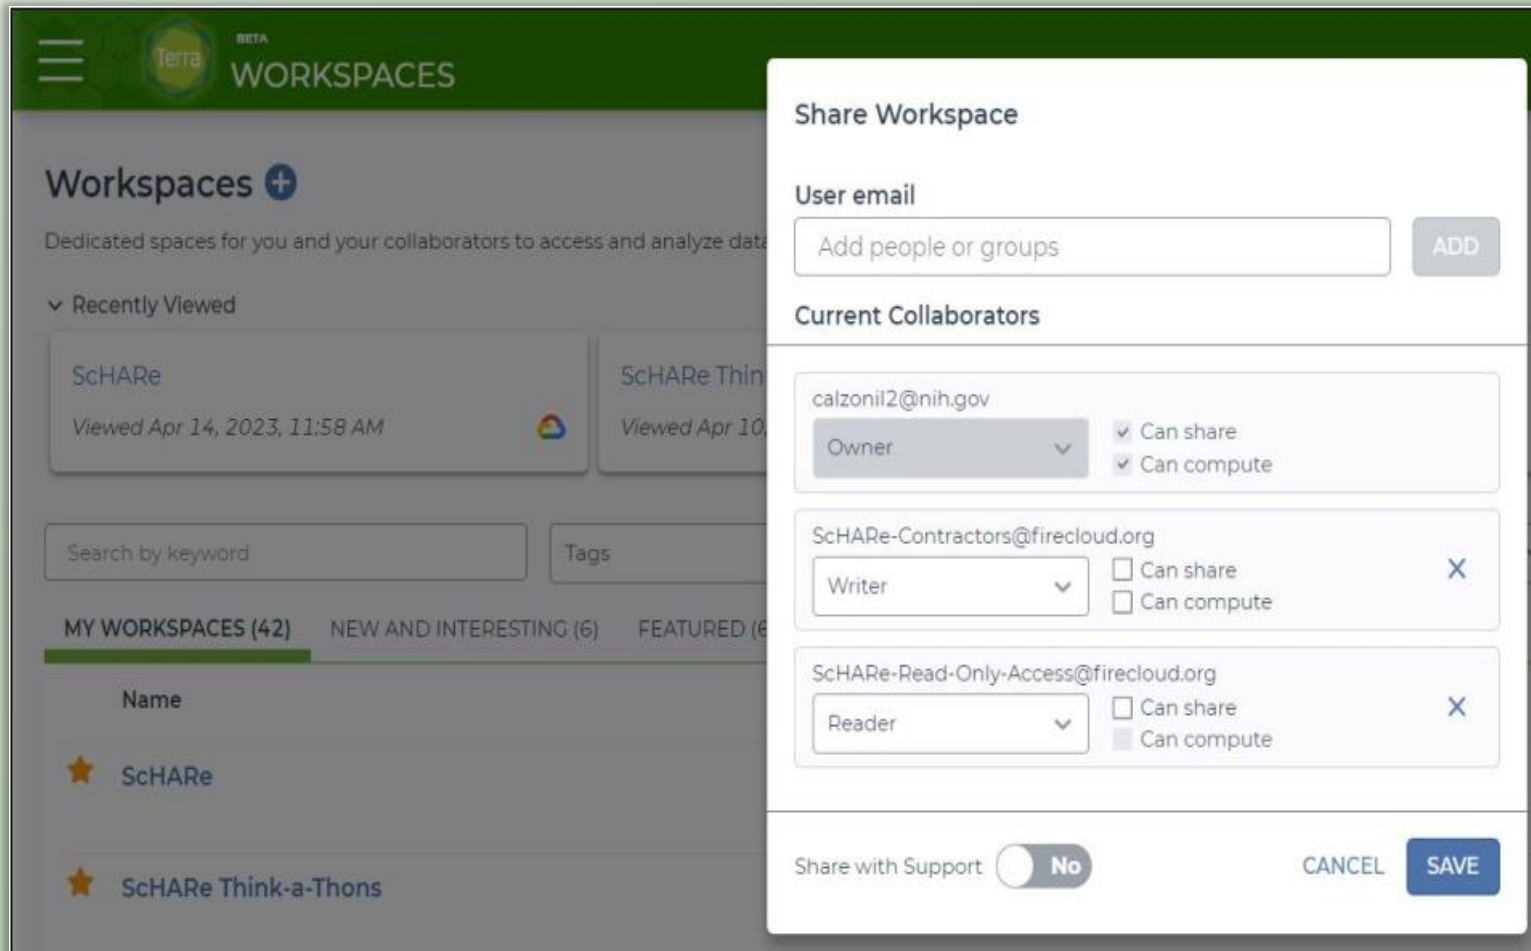 Terra
BETA
WORKSPACES
Workspaces
Dedicated spaces for you and your collaborators to access and analyze data
Recently Viewed
ScHARe
Viewed Apr 14, 2023, 11:58 AM
ScHARe Thin
Viewed Apr 10,
Search by keyword
Tags
MY WORKSPACES (42)
NEW AND INTERESTING (6)
FEATURED (6
Name
ScHARe
ScHARe Think-a-Thons
Share Workspace
User email
Add people or groups
ADD
Current Collaborators
calzonil2@nih.gov
Owner
Can share
Can compute
ScHARe-Contractors@firecloud.org
Writer
Can share
Can compute
X
ScHARe-Read-Only-Access@firecloud.org
Reader
Can share
Can compute
X
Share with Support
No
CANCEL
SAVE